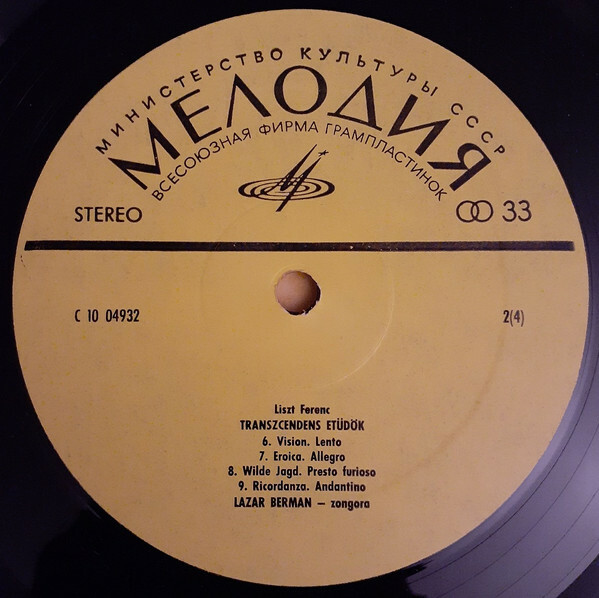 МИНИСТЕРСТВО КУЛЬТУРЫ СССР
МЕЛОДИЯ
ВСЕСОЮЗНАЯ ФИРМА ГРАМПЛАСТИНОК
STEREO
33
С 10 04932
2(4)
Liszt Ferenc
TRANSZCENDENS ETÜDÖK
6. Vision. Lento
7. Eroica. Allegro
8. Wilde Jagd. Presto furioso
9. Ricordanza. Andantino
LAZAR BERMAN – zongora